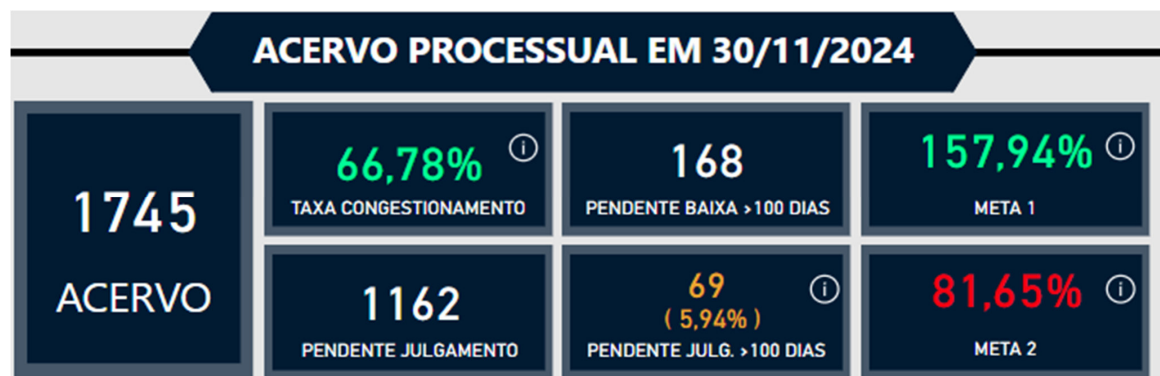 ACERVO PROCESSUAL EM 30/11/2024
1745
ACERVO
66,78%
TAXA CONGESTIONAMENTO
168
PENDENTE BAIXA >100 DIAS
157,94%
META 1
1162
PENDENTE JULGAMENTO
69
( 5,94% )
PENDENTE JULG. >100 DIAS
81,65%
META 2